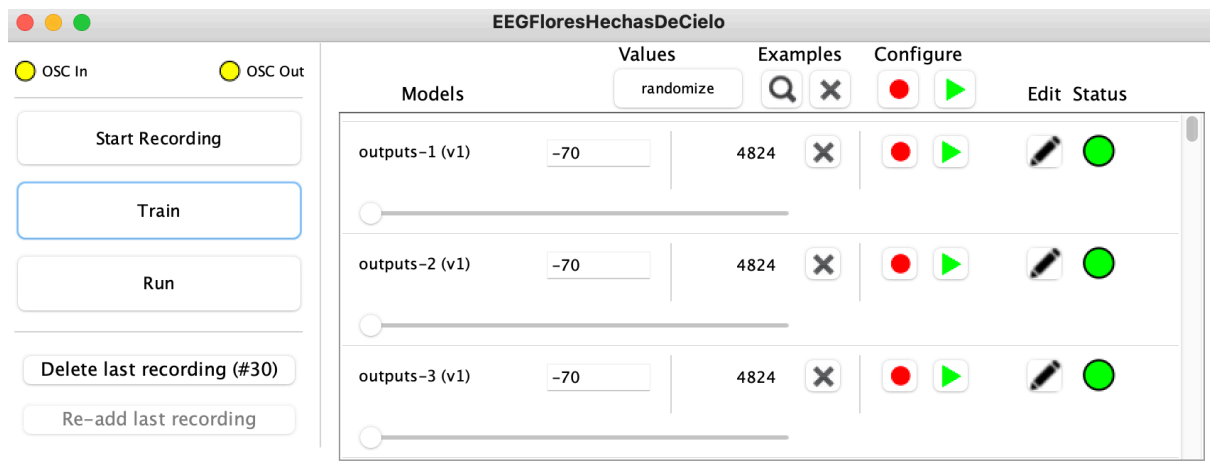 EEGFloresHechasDeCielo
OSC In
OSC Out
Start Recording
Train
Run
Delete last recording (#30)
Re-add last recording
Values
Examples
Configure
Models
randomize
Edit
Status
outputs-1 (v1)
-70
4824
outputs-2 (v1)
-70
4824
outputs-3 (v1)
-70
4824